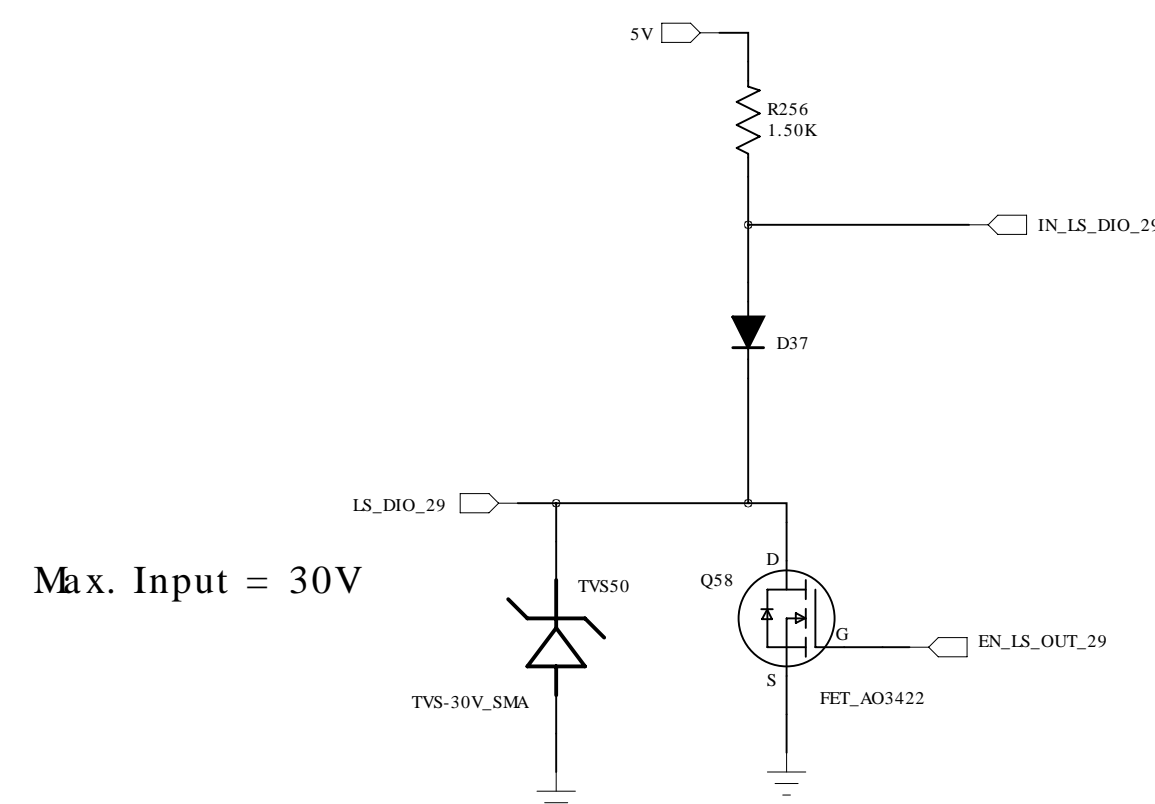 5V
R256
1.50K
IN_LS_DIO_29
D37
LS_DIO_29
Max. Input = 30V
TVS50
TVS-30V_SMA
Q58
D
G
S
EN_LS_OUT_29
FET_AO3422